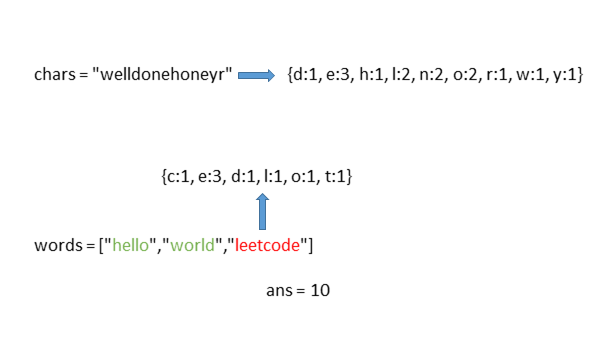 chars = "welldonehoneyr" {d:1, e:3, h:1, l:2, n:2, o:2, r:1, w:1, y:1}
{c:1, e:3, d:1, l:1, o:1, t:1}
words = ["hello","world","leetcode"]
ans = 10